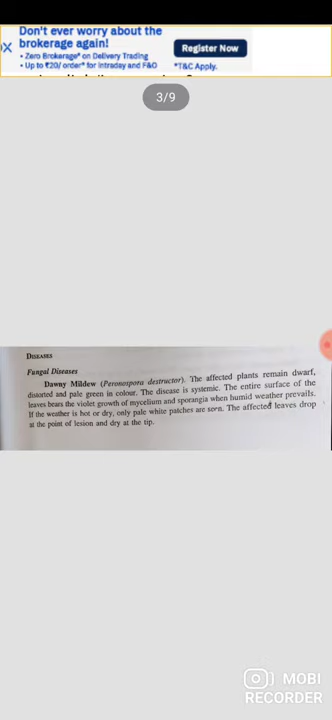 Don't ever worry about the
brokerage again!
• Zero Brokerage* on Delivery Trading
• Up to ₹20/ order* for Intraday and F&O
Register Now
*T&C Apply.
3/9
DISEASES
Fungal Diseases
Dawny Mildew (Peronospora destructor). The affected plants remain dwarf,
distorted and pale green in colour. The disease is systemic. The entire surface of the
leaves bears the violet growth of mycelium and sporangia when humid weather prevails.
If the weather is hot or dry, only pale white patches are seen. The affected leaves drop
at the point of lesion and dry at the tip.
MOBI
RECORDER